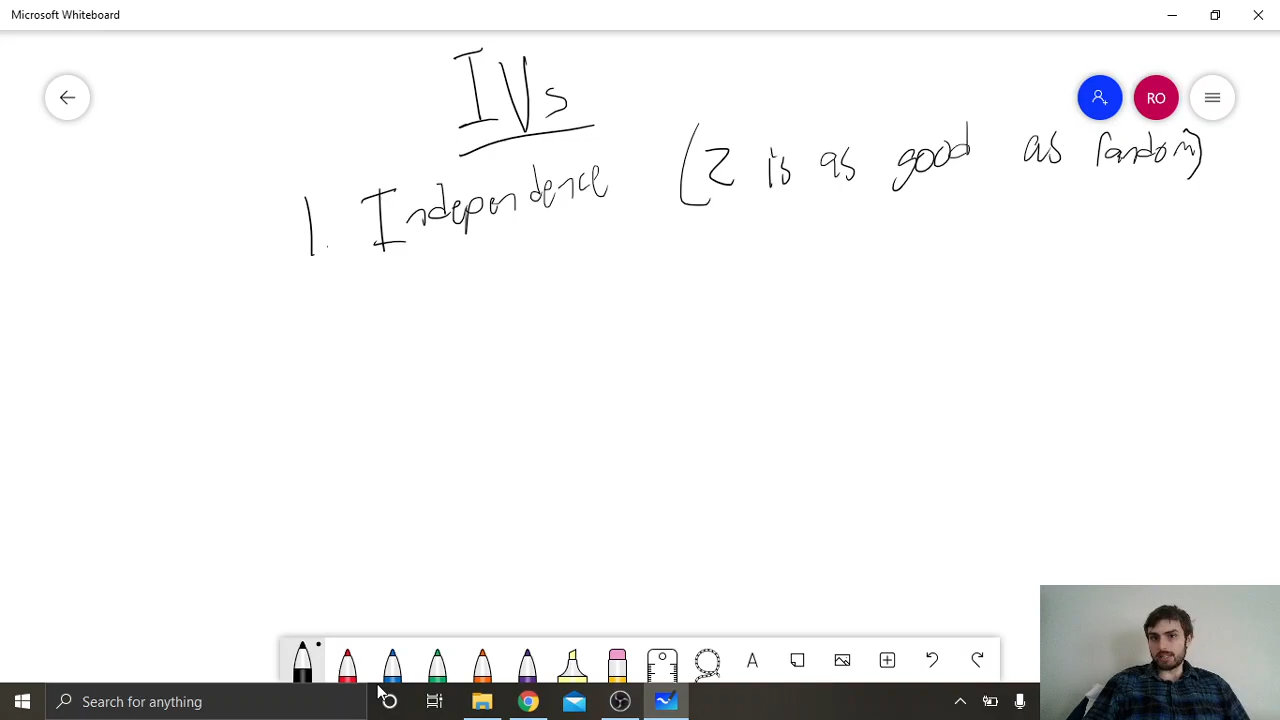 Microsoft Whiteboard
IVs
RO
1. Independence (Z is as good as random)
A
Search for anything